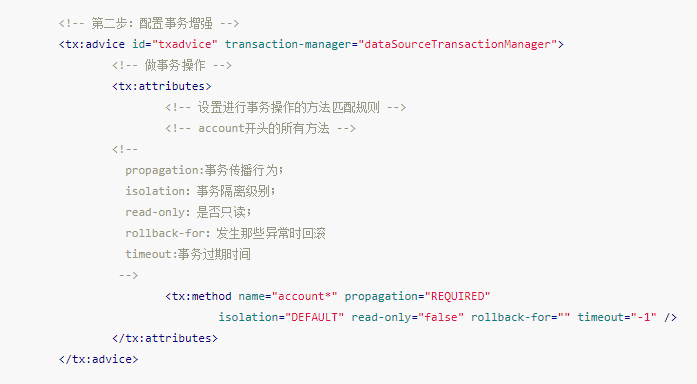 <!-- 第二步: 配置事务增强 -->
<tx:advice id="txadvice" transaction-manager="dataSourceTransactionManager">
<!-- 做事务操作 -->
<tx:attributes>
<!-- 设置进行事务操作的方法匹配规则 -->
<!-- account开头的所有方法 -->
<!--
propagation:事务传播行为;
isolation: 事务隔离级别;
read-only: 是否只读;
rollback-for: 发生那些异常时回滚
timeout:事务过期时间
-->
<tx:method name="account*" propagation="REQUIRED"
isolation="DEFAULT" read-only="false" rollback-for="" timeout="-1" />
</tx:attributes>
</tx:advice>